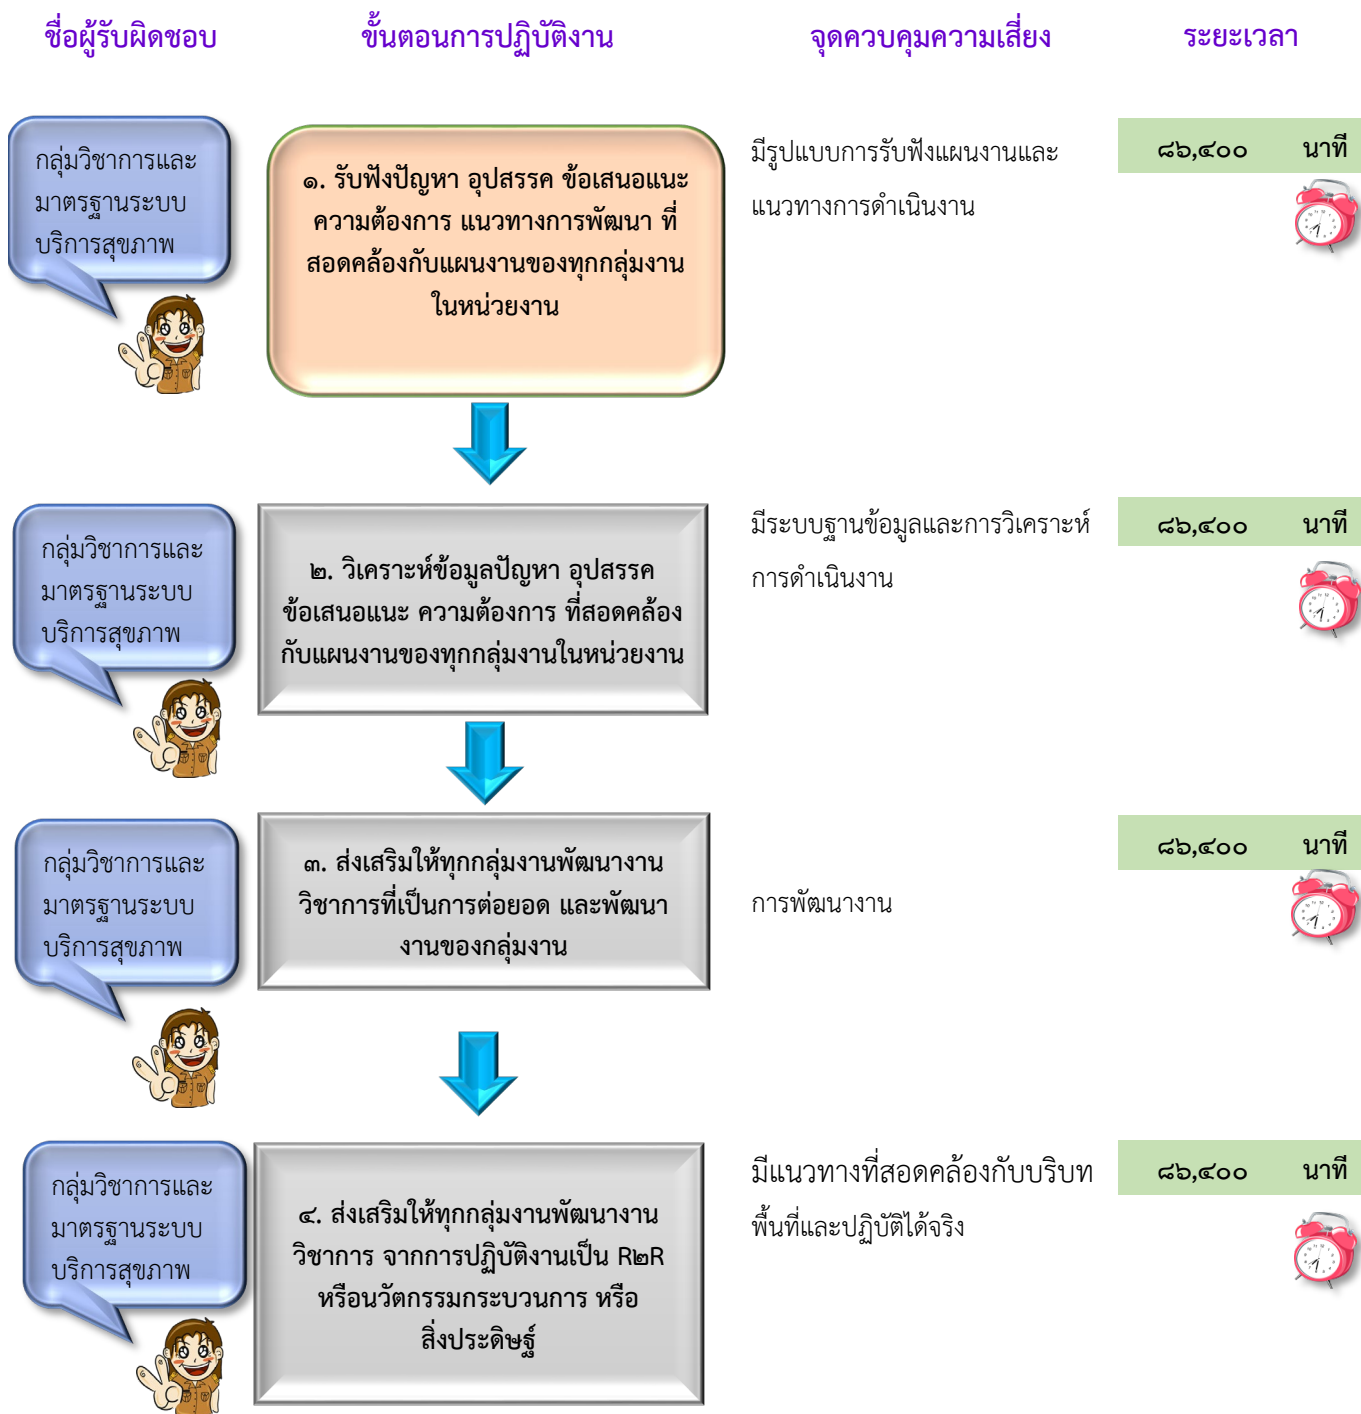 ชื่อผู้รับผิดชอบ ขั้นตอนการปฏิบัติงาน จุดควบคุมความเสี่ยง ระยะเวลา
กลุ่มวิชาการและ
มาตรฐานระบบ
บริการสุขภาพ
๑. รับฟังปัญหา อุปสรรค ข้อเสนอแนะ
ความต้องการ แนวทางการพัฒนา ที่
สอดคล้องกับแผนงานของทุกกลุ่มงาน
ในหน่วยงาน
มีรูปแบบการรับฟังแผนงานและ
แนวทางการดำเนินงาน
๘๖,๔๐๐ นาที
กลุ่มวิชาการและ
มาตรฐานระบบ
บริการสุขภาพ
๒. วิเคราะห์ข้อมูลปัญหา อุปสรรค
ข้อเสนอแนะ ความต้องการ ที่สอดคล้อง
กับแผนงานของทุกกลุ่มงานในหน่วยงาน
มีระบบฐานข้อมูลและการวิเคราะห์
การดำเนินงาน
๘๖,๔๐๐ นาที
กลุ่มวิชาการและ
มาตรฐานระบบ
บริการสุขภาพ
๓. ส่งเสริมให้ทุกกลุ่มงานพัฒนางาน
วิชาการที่เป็นการต่อยอด และพัฒนา
งานของกลุ่มงาน
การพัฒนางาน
๘๖,๔๐๐ นาที
กลุ่มวิชาการและ
มาตรฐานระบบ
บริการสุขภาพ
๔. ส่งเสริมให้ทุกกลุ่มงานพัฒนางาน
วิชาการ จากการปฏิบัติงานเป็น R๒R
หรือนวัตกรรมกระบวนการ หรือ
สิ่งประดิษฐ์
มีแนวทางที่สอดคล้องกับบริบท
พื้นที่และปฏิบัติได้จริง
๘๖,๔๐๐ นาที